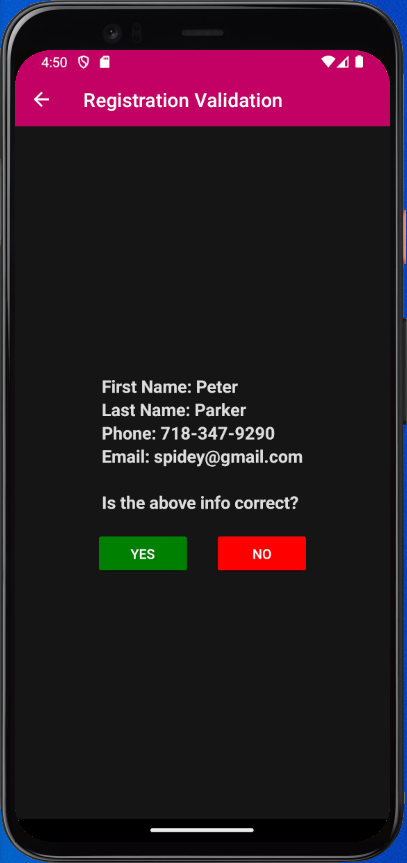 4:50
Registration Validation
First Name: Peter
Last Name: Parker
Phone: 718-347-9290
Email: spidey@gmail.com
Is the above info correct?
YES NO